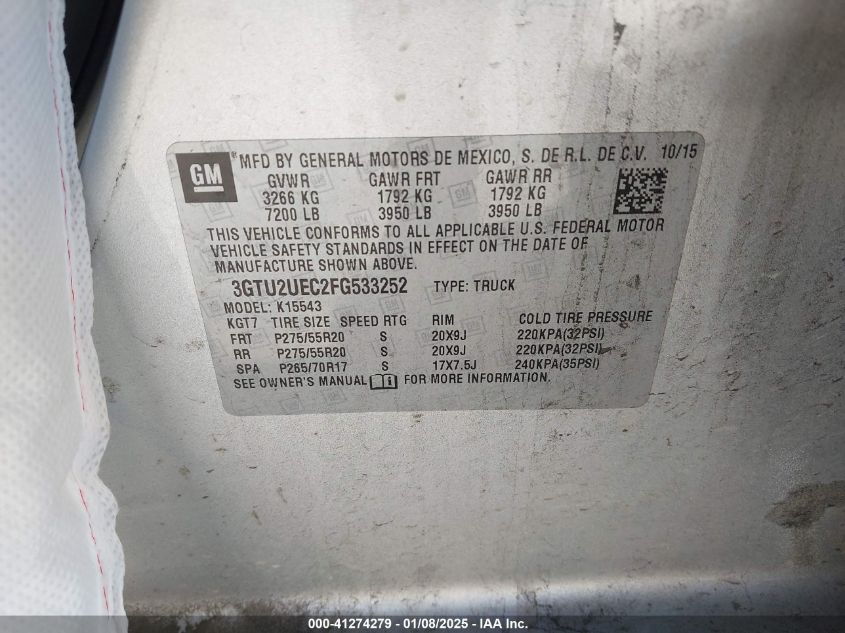 GM
®MFD BY GENERAL MOTORS DE MEXICO, S. DE R.L. DE C.V. 10/15
GVWR GAWR FRT GAWR RR
3266 KG 1792 KG 1792 KG
7200 LB 3950 LB 3950 LB
THIS VEHICLE CONFORMS TO ALL APPLICABLE U.S. FEDERAL MOTOR
VEHICLE SAFETY STANDARDS IN EFFECT ON THE DATE OF
MANUFACTURE SHOWN ABOVE.
3GTU2UEC2FG533252 TYPE: TRUCK
MODEL: K15543
KGT7 TIRE SIZE SPEED RTG RIM COLD TIRE PRESSURE
FRT P275/55R20 S 20X9J 220KPA(32PSI)
RR P275/55R20 S 20X9J 220KPA(32PSI)
SPA P265/70R17 S 17X7.5J 240KPA(35PSI)
SEE OWNER'S MANUAL FOR MORE INFORMATION.
000-41274279 - 01/08/2025 - IAA Inc.